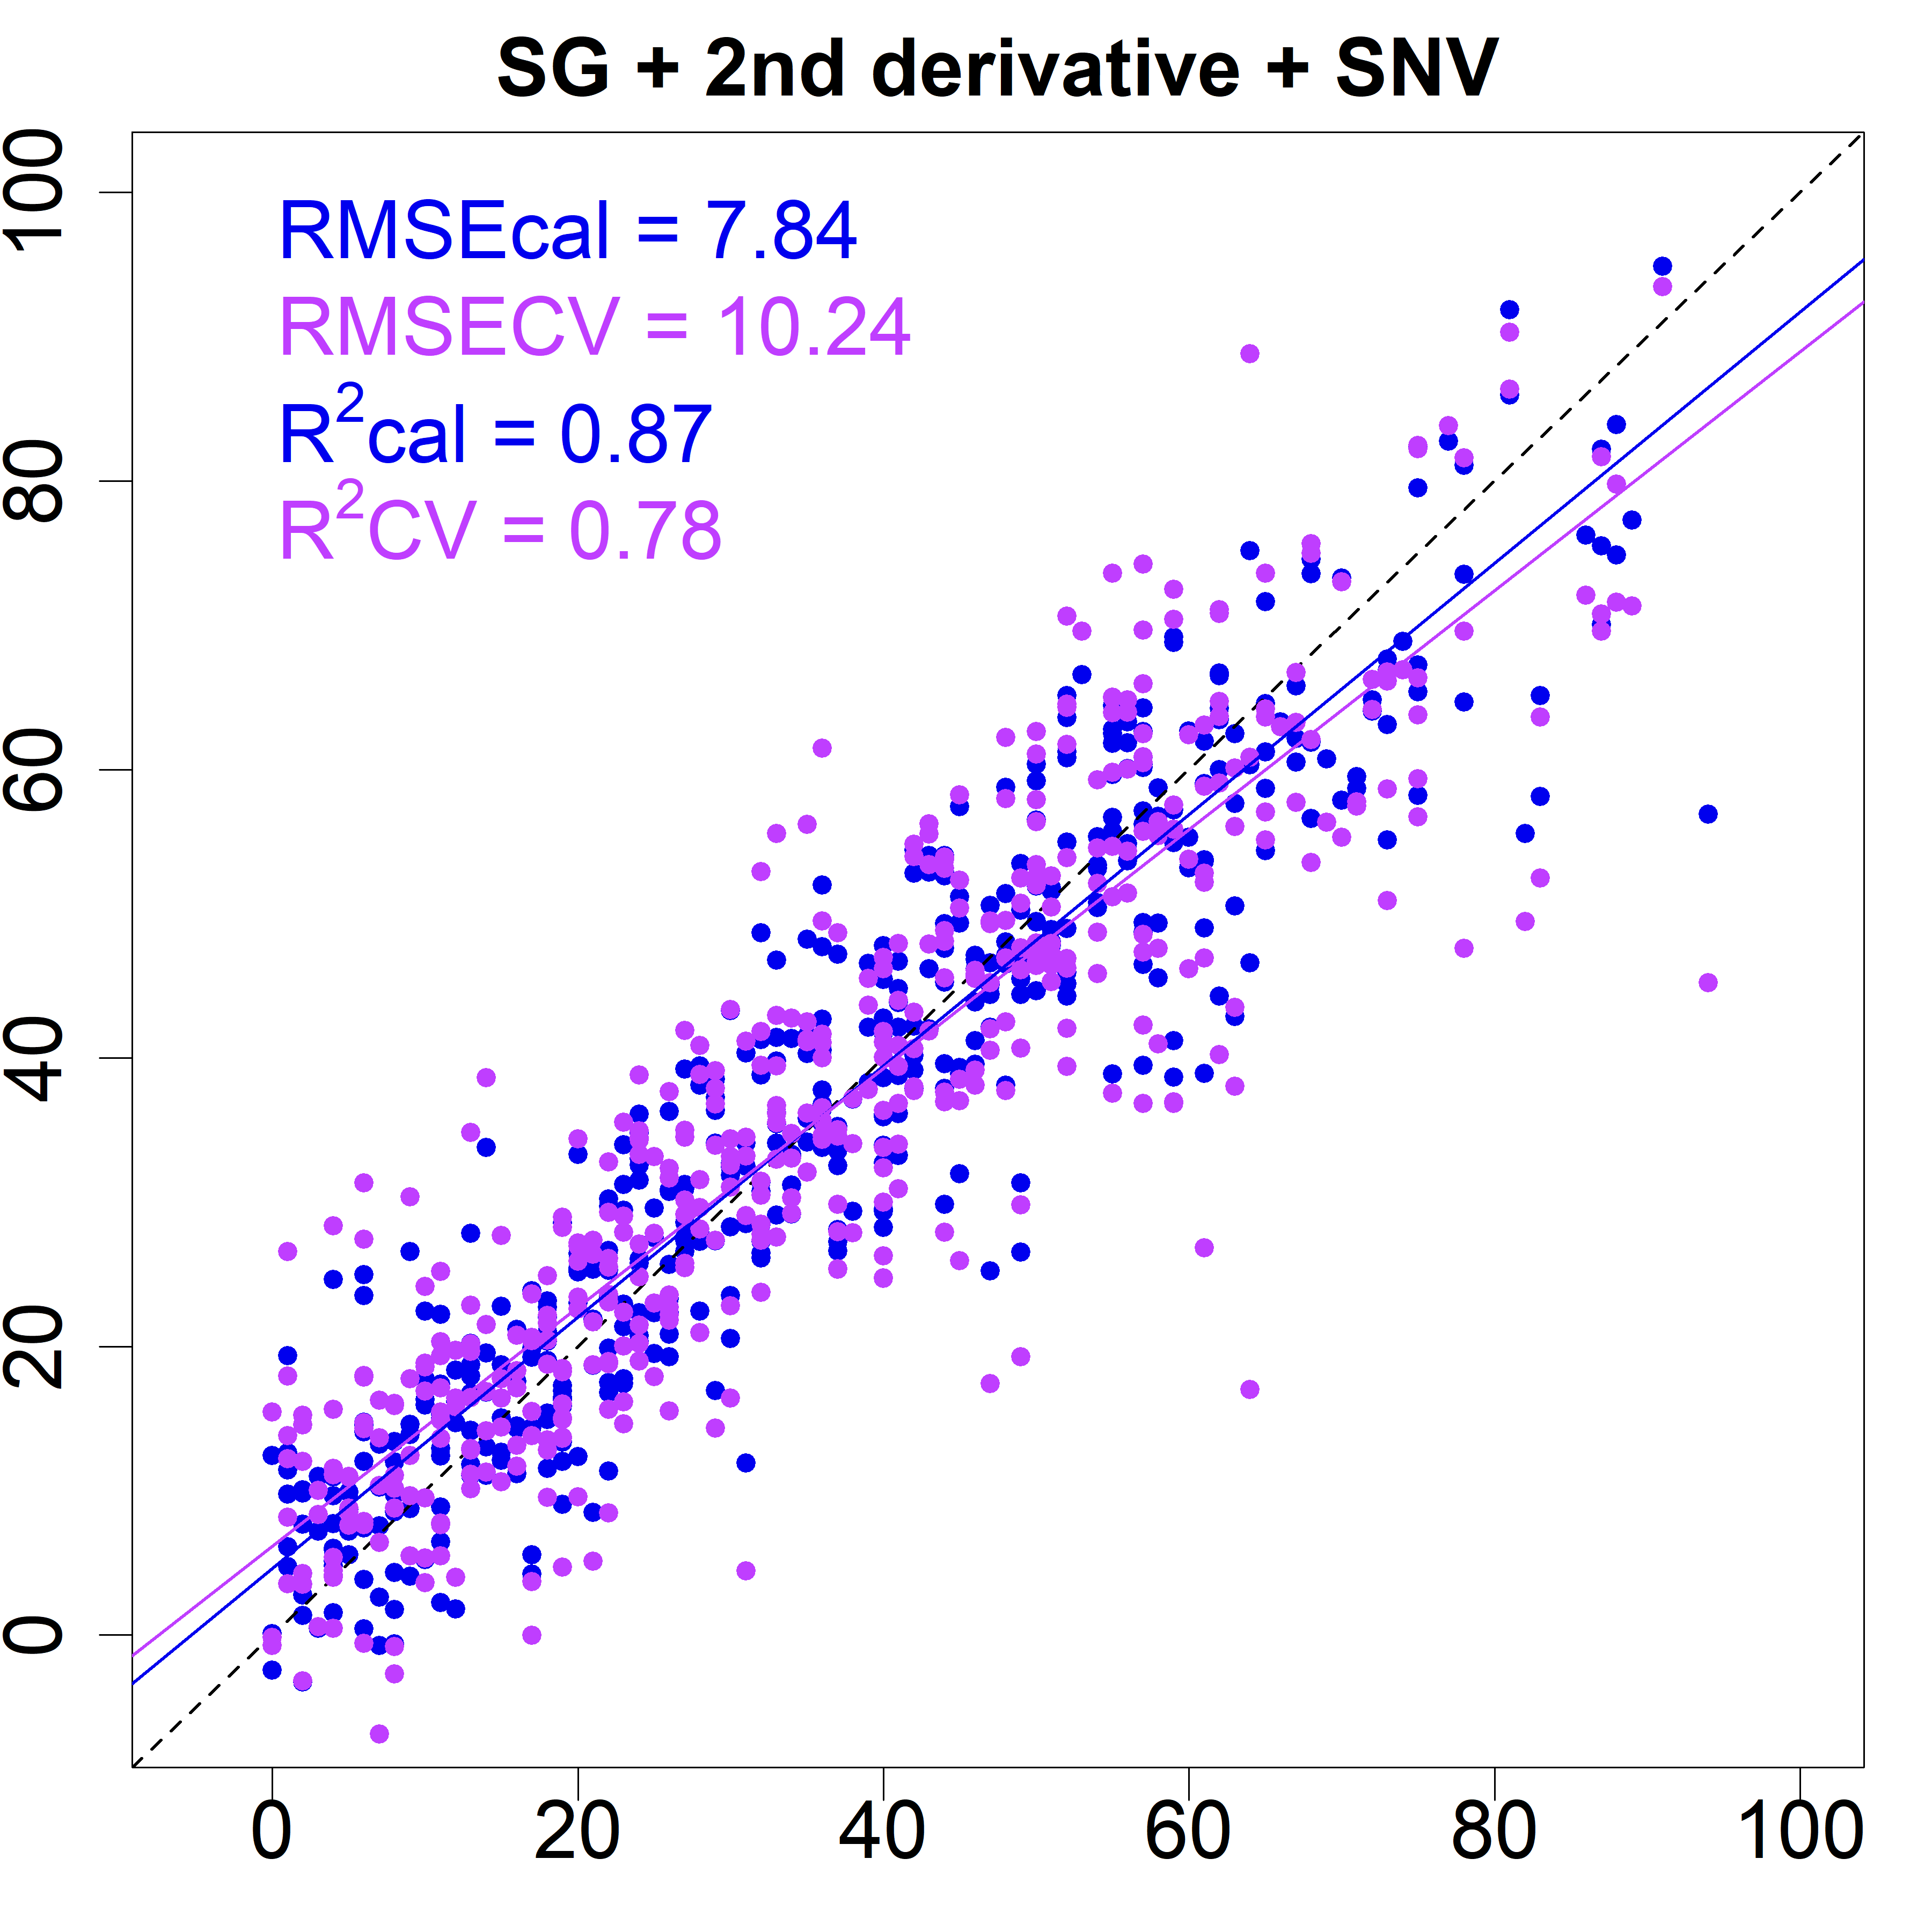 SG + 2nd derivative + SNV
RMSEcal = 7.84
RMSECV = 10.24
R²cal = 0.87
R²CV = 0.78
100
80
60
40
20
0
0 20 40 60 80 100